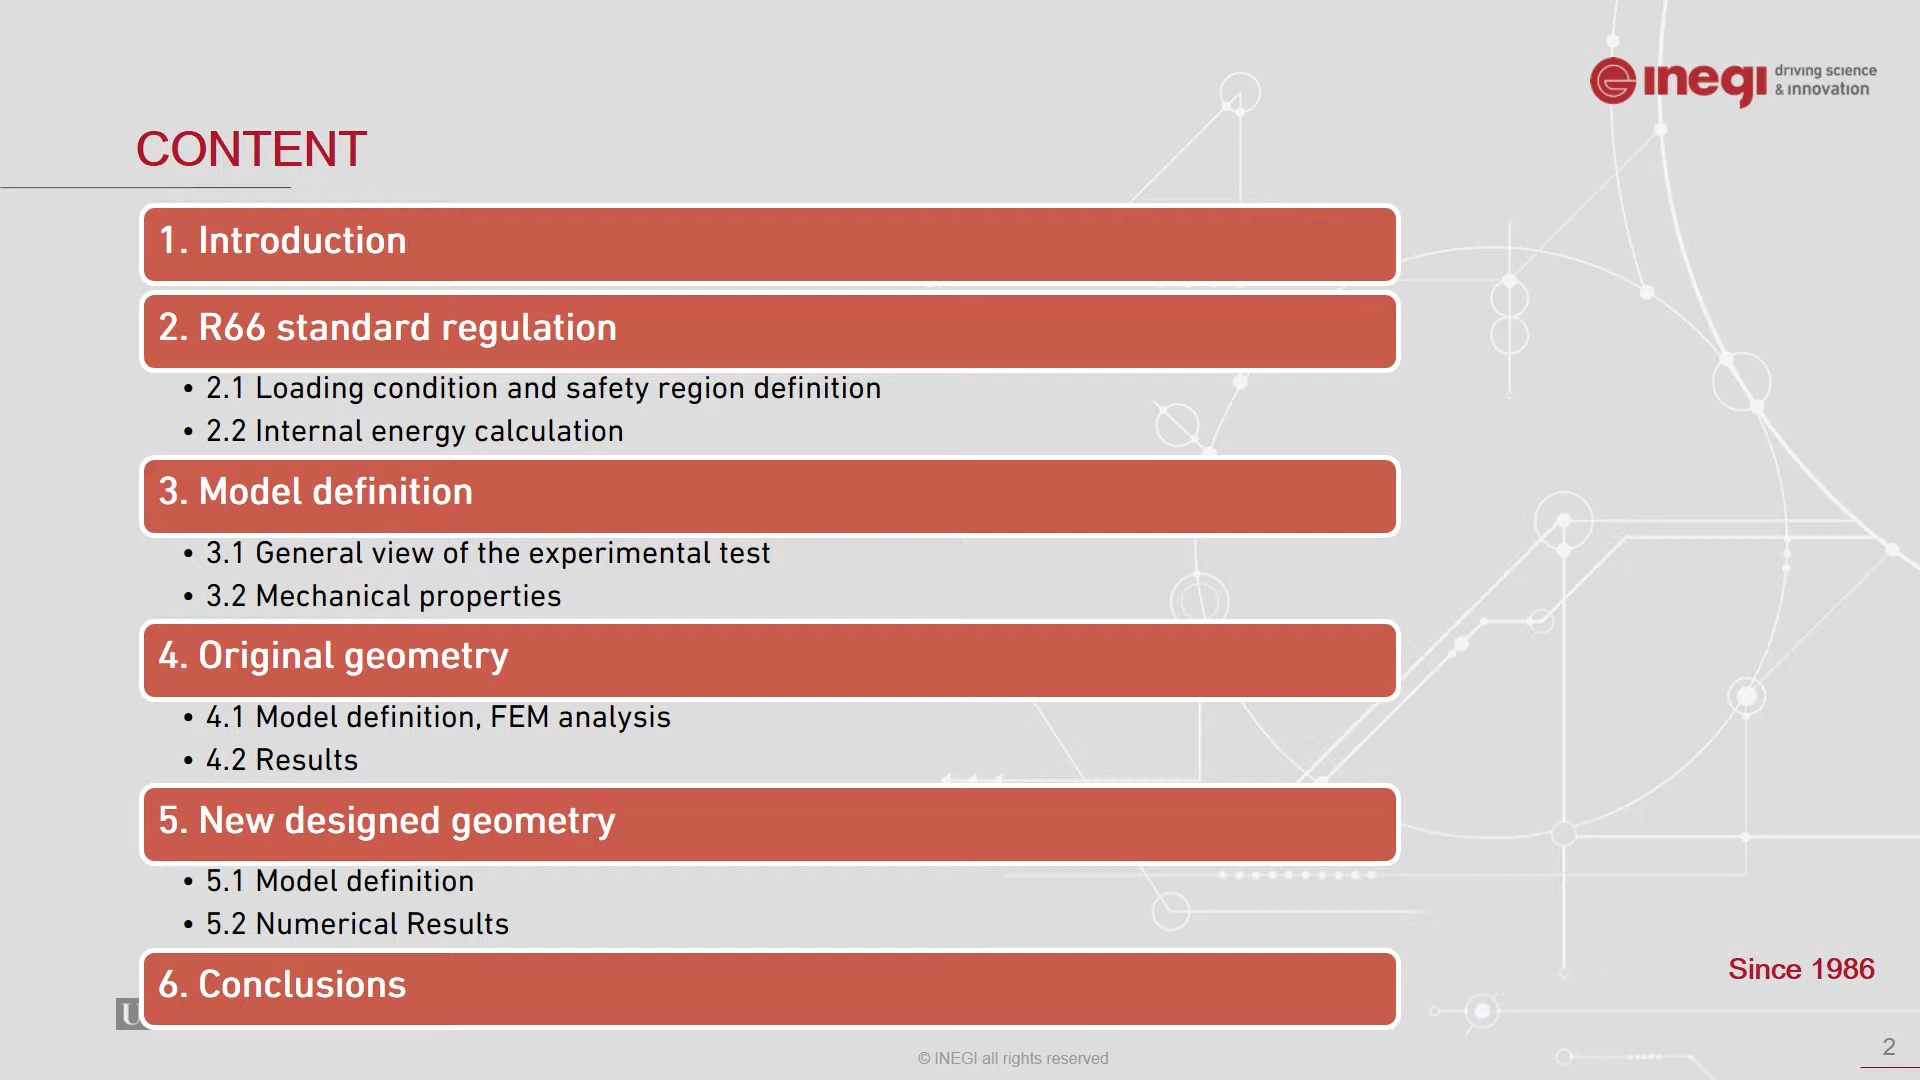 inegi driving science
& innovation
CONTENT
1. Introduction
2. R66 standard regulation
• 2.1 Loading condition and safety region definition
• 2.2 Internal energy calculation
3. Model definition
• 3.1 General view of the experimental test
• 3.2 Mechanical properties
4. Original geometry
• 4.1 Model definition, FEM analysis
• 4.2 Results
5. New designed geometry
• 5.1 Model definition
• 5.2 Numerical Results
6. Conclusions
Since 1986
U
© INEGI all rights reserved
2